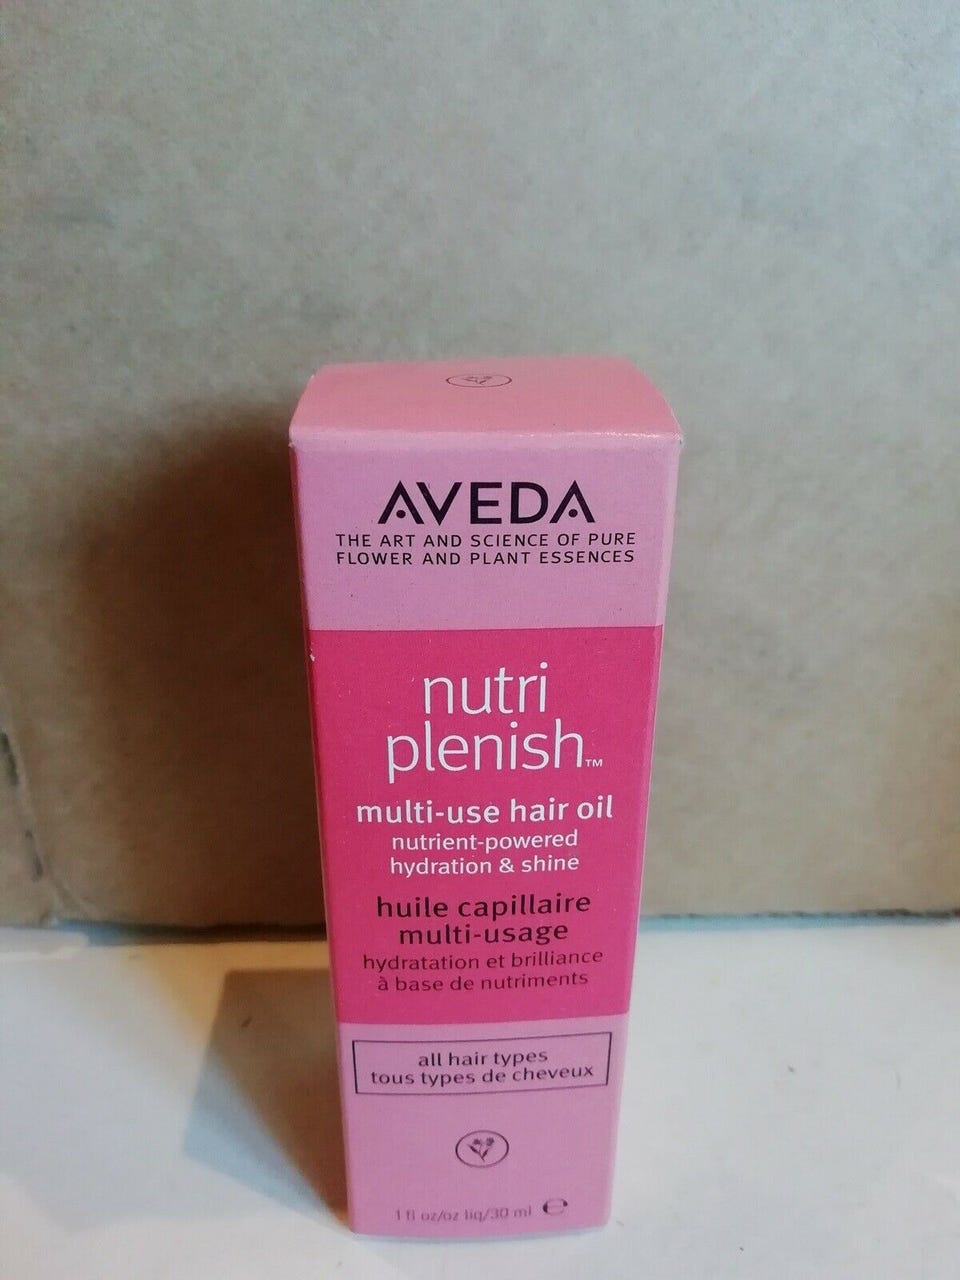 AVEDA
THE ART AND SCIENCE OF PURE
FLOWER AND PLANT ESSENCES
nutri
plenish™
multi-use hair oil
nutrient-powered
hydration & shine
huile capillaire
multi-usage
hydratation et brilliance
à base de nutriments
all hair types
tous types de cheveux
1 fl oz/oz liq/30 ml ℮